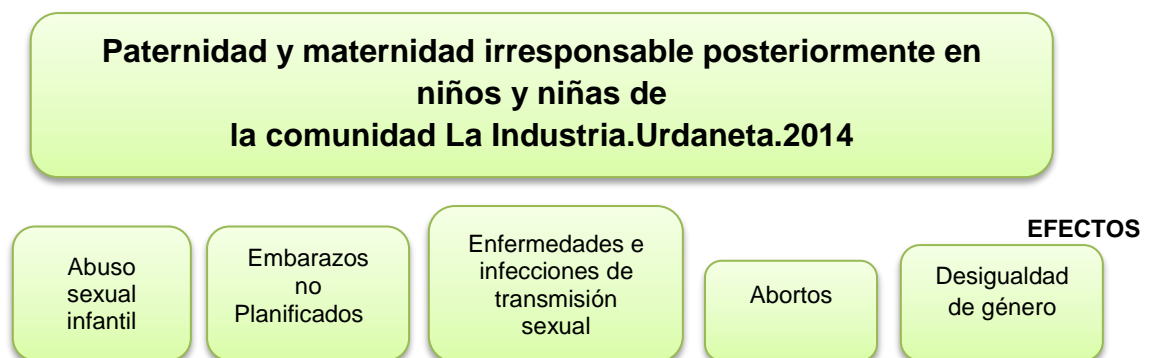 Paternidad y maternidad irresponsable posteriormente en
niños y niñas de
la comunidad La Industria.Urdaneta.2014
EFECTOS
Abuso
sexual
infantil
Embarazos
no
Planificados
Enfermedades e
infecciones de
transmisión
sexual
Abortos
Desigualdad
de género